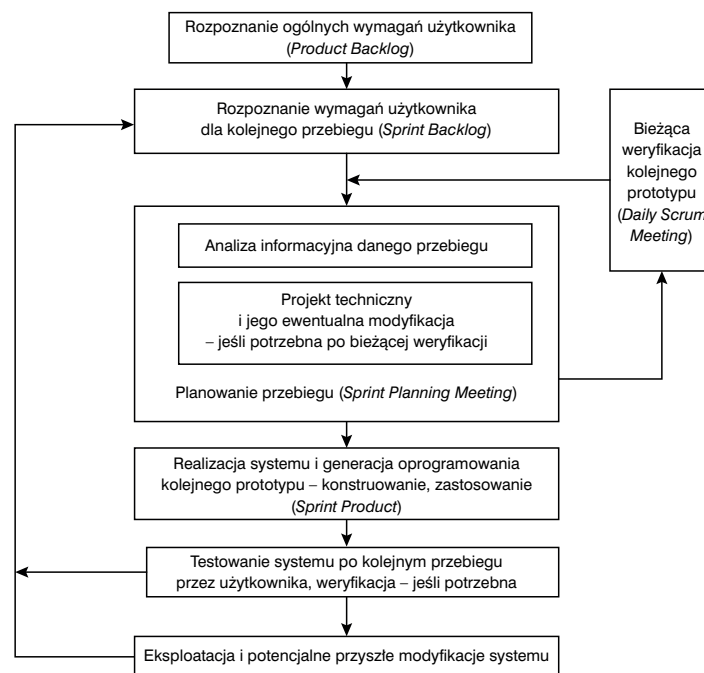 Rozpoznanie ogólnych wymagań użytkownika
(Product Backlog)
Rozpoznanie wymagań użytkownika
dla kolejnego przebiegu (Sprint Backlog)
Bieżąca
weryfikacja
kolejnego
prototypu
(Daily Scrum
Meeting)
Analiza informacyjna danego przebiegu
Projekt techniczny
i jego ewentualna modyfikacja
– jeśli potrzebna po bieżącej weryfikacji
Planowanie przebiegu (Sprint Planning Meeting)
Realizacja systemu i generacja oprogramowania
kolejnego prototypu – konstruowanie, zastosowanie
(Sprint Product)
Testowanie systemu po kolejnym przebiegu
przez użytkownika, weryfikacja – jeśli potrzebna
Eksploatacja i potencjalne przyszłe modyfikacje systemu